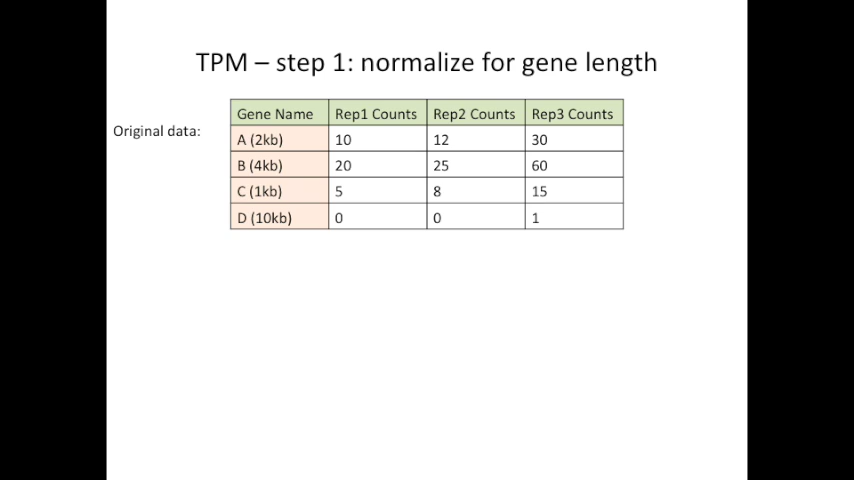 TPM – step 1: normalize for gene length
Original data:
Gene Name Rep1 Counts Rep2 Counts Rep3 Counts
A (2kb) 10 12 30
B (4kb) 20 25 60
C (1kb) 5 8 15
D (10kb) 0 0 1